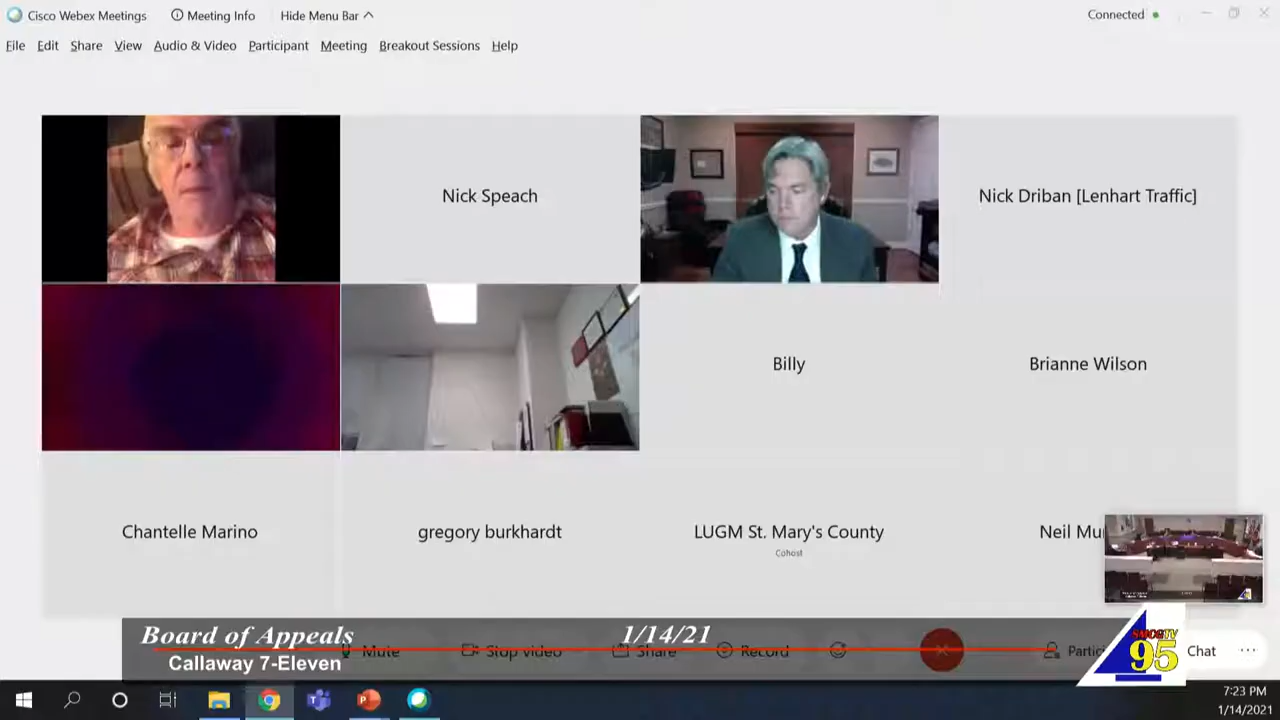 Cisco Webex Meetings
Meeting Info
Hide Menu Bar
Connected
File Edit Share View Audio & Video Participant Meeting Breakout Sessions Help
Nick Speach
Nick Driban [Lenhart Traffic]
Billy
Brianne Wilson
Chantelle Marino
gregory burkhardt
LUGM St. Mary's County
Cohost
Neil
Board of Appeals
1/14/21
Callaway 7-Eleven
Mute
Stop video
Share
Record
SMCGTV
95
Chat
7:23 PM
1/14/2021